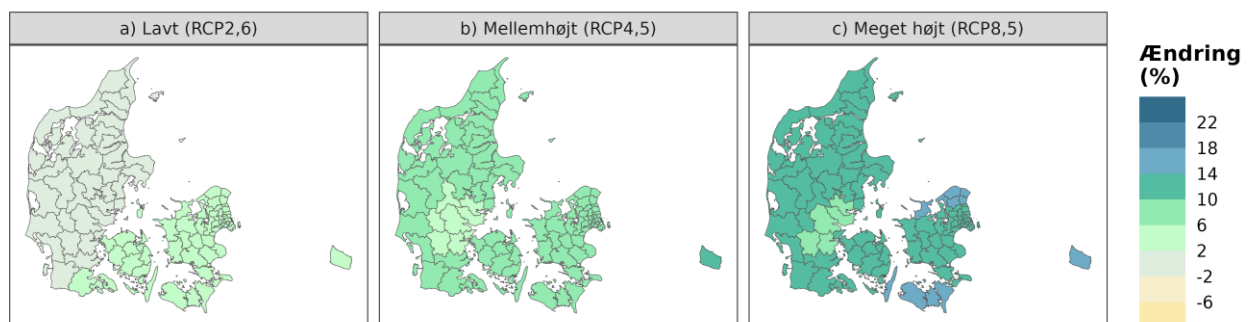 a) Lavt (RCP2,6)
b) Mellemhøjt (RCP4,5)
c) Meget højt (RCP8,5)
Ændring
(%)
22
18
14
10
6
2
-2
-6